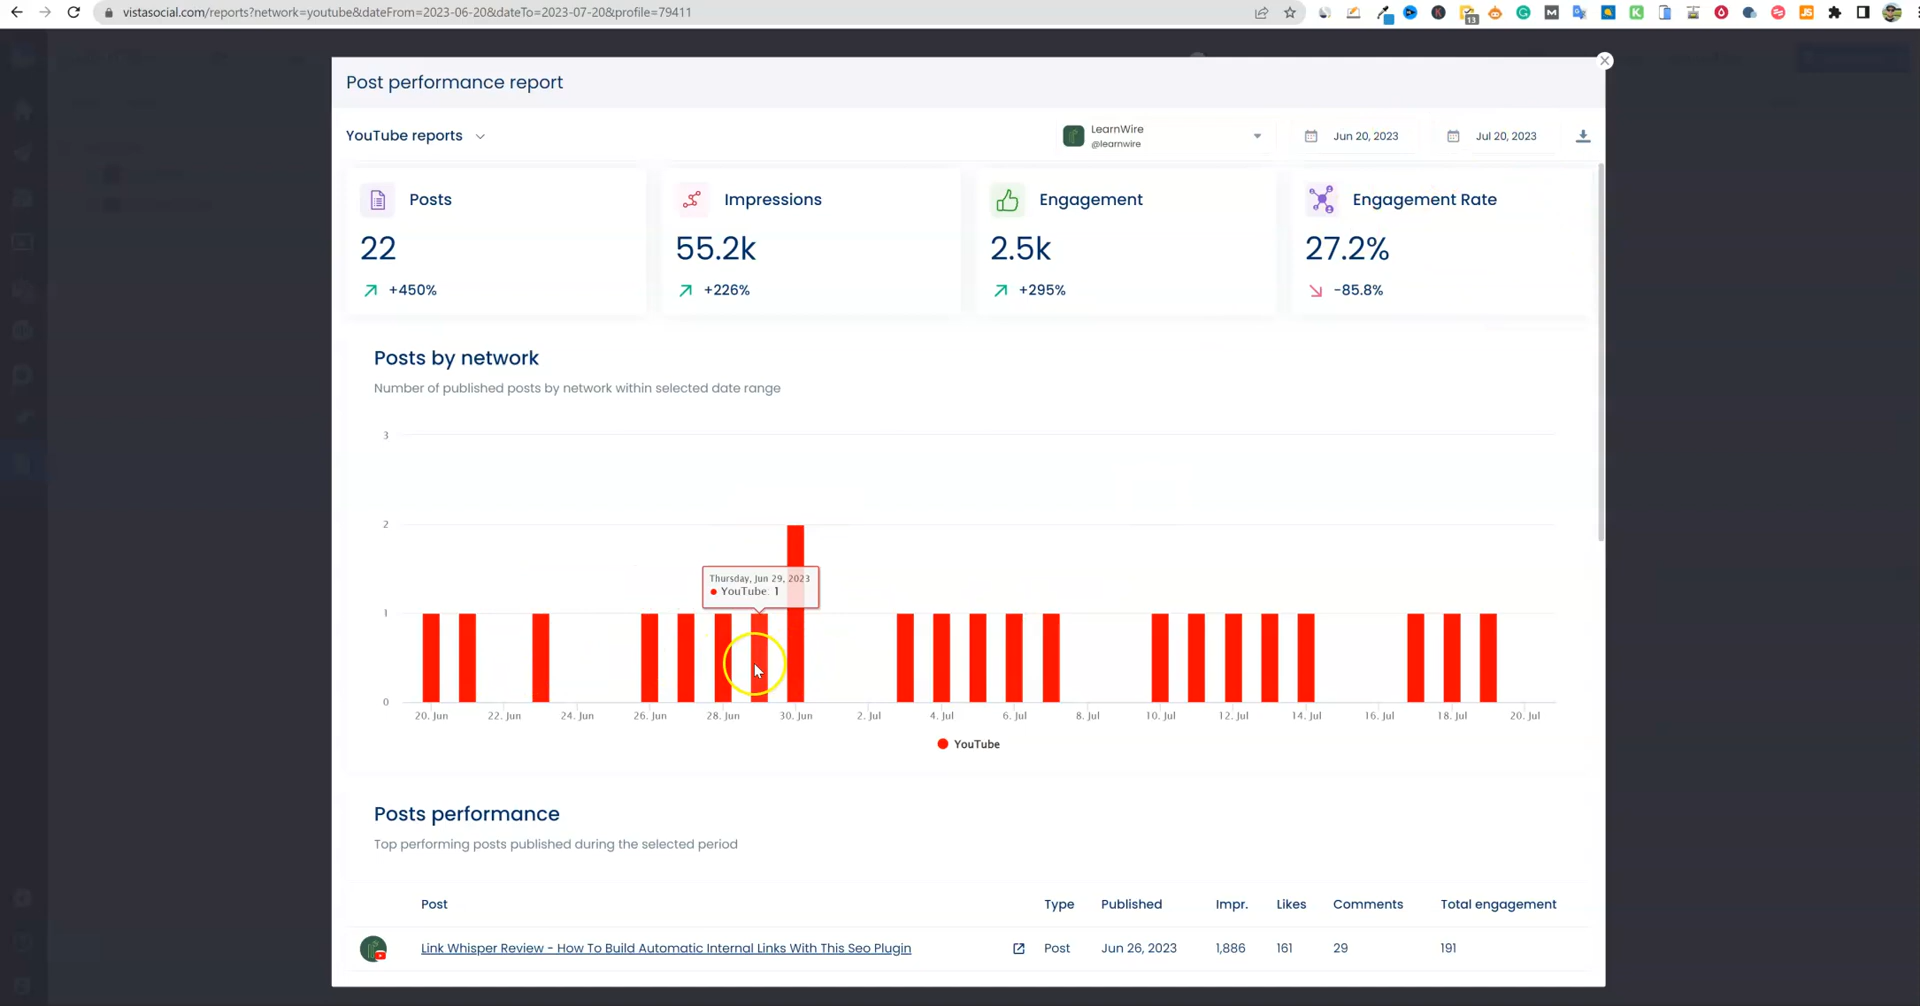 vistasocial.com/reports?network=youtube&dateFrom=2023-06-20&dateTo=2023-07-20&profile=79411
13
Post performance report
YouTube reports
LearnWire
@learnwire
Jun 20, 2023
Jul 20, 2023
Posts
Impressions
Engagement
Engagement Rate
22
55.2k
2.5k
27.2%
+450%
+226%
+295%
-85.8%
Posts by network
Number of published posts by network within selected date range
3
2
1
0
Thursday, Jun 29, 2023
YouTube: 1
20. Jun 22. Jun 24. Jun 26. Jun 28. Jun 30. Jun 2. Jul 4. Jul 6. Jul 8. Jul 10. Jul 12. Jul 14. Jul 16. Jul 18. Jul 20. Jul
YouTube
Posts performance
Top performing posts published during the selected period
Post Type Published Impr. Likes Comments Total engagement
Link Whisper Review - How To Build Automatic Internal Links With This Seo Plugin Post Jun 26, 2023 1,886 161 29 191